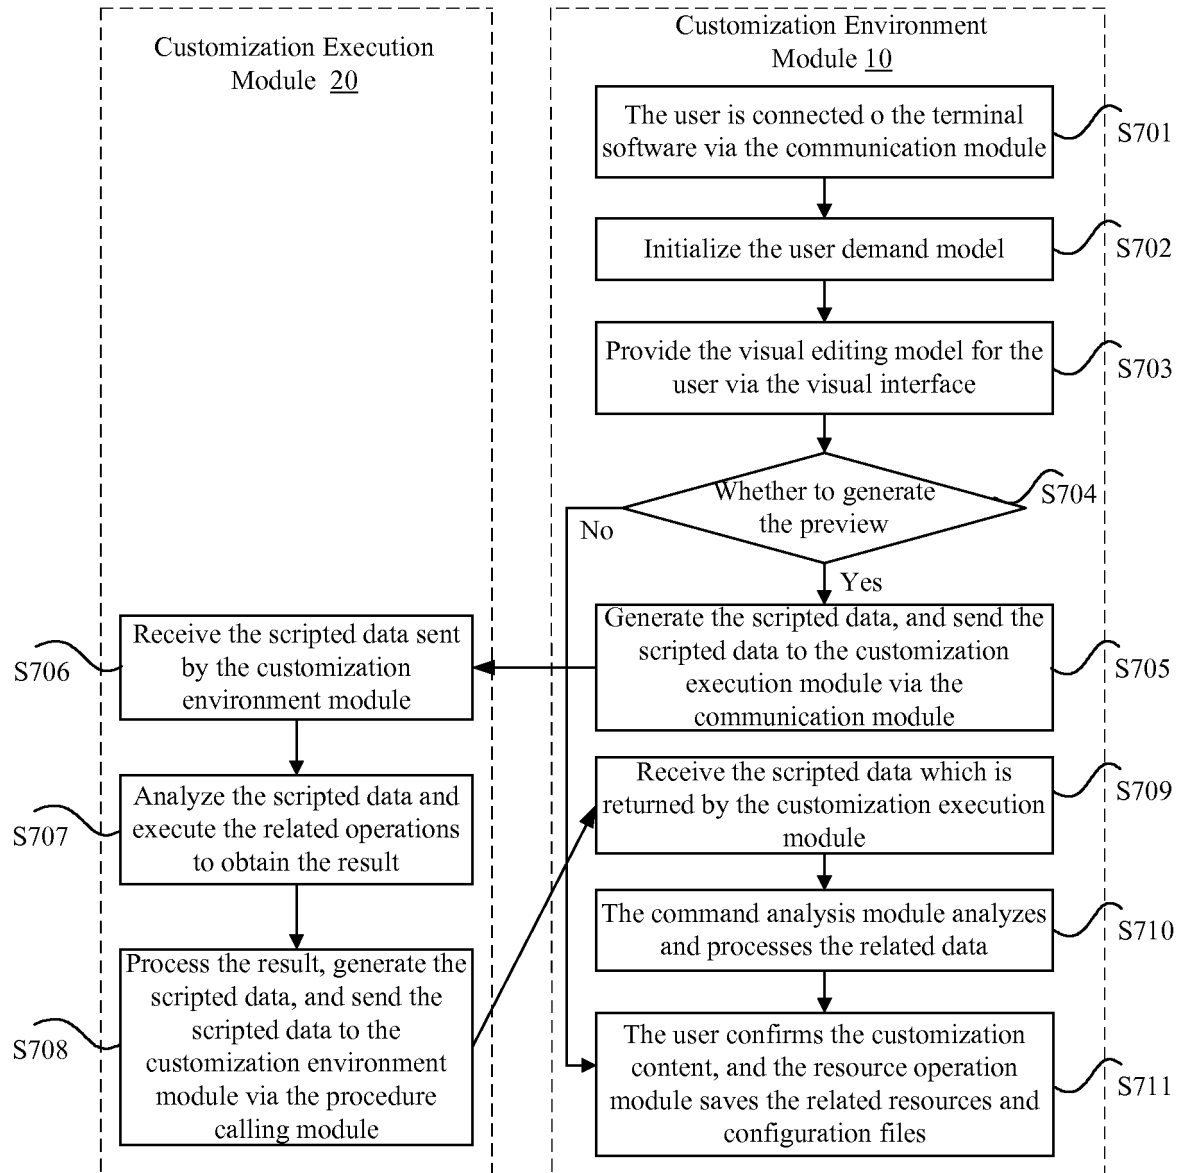 Customization Execution
Module 20
Customization Environment
Module 10
The user is connected o the terminal
software via the communication module
S701
Initialize the user demand model
S702
Provide the visual editing model for the
user via the visual interface
S703
Whether to generate
the preview
S704
No
Yes
Generate the scripted data, and send the
scripted data to the customization
execution module via the
communication module
S705
Receive the scripted data sent
by the customization
environment module
S706
Analyze the scripted data and
execute the related operations
to obtain the result
S707
Process the result, generate the
scripted data, and send the
scripted data to the
customization environment
module via the procedure
calling module
S708
Receive the scripted data which is
returned by the customization execution
module
S709
The command analysis module analyzes
and processes the related data
S710
The user confirms the customization
content, and the resource operation
module saves the related resources and
configuration files
S711